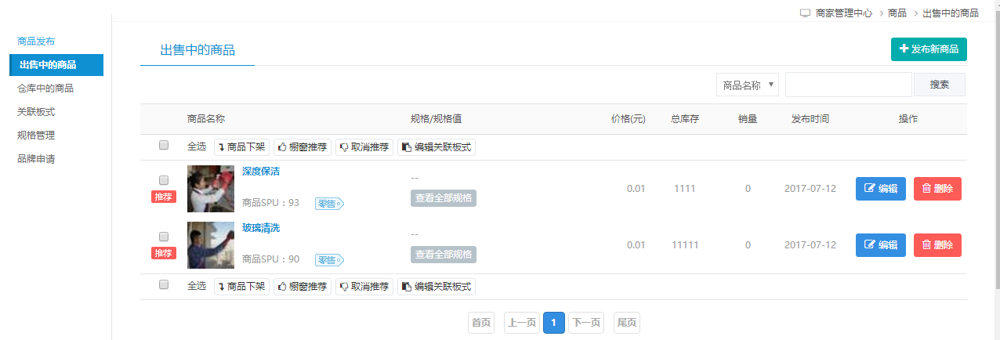 商家管理中心 > 商品 > 出售中的商品
商品发布
出售中的商品
仓库中的商品
关联板式
规格管理
品牌申请
出售中的商品
发布新商品
商品名称 搜索
商品名称 规格/规格值 价格(元) 总库存 销量 发布时间 操作
全选 商品下架 橱窗推荐 取消推荐 编辑关联板式
推荐
深度保洁
商品SPU：93 零售
--
查看全部规格
0.01 1111 0 2017-07-12 编辑 删除
推荐
玻璃清洗
商品SPU：90 零售
--
查看全部规格
0.01 11111 0 2017-07-12 编辑 删除
全选 商品下架 橱窗推荐 取消推荐 编辑关联板式
首页 上一页 1 下一页 尾页